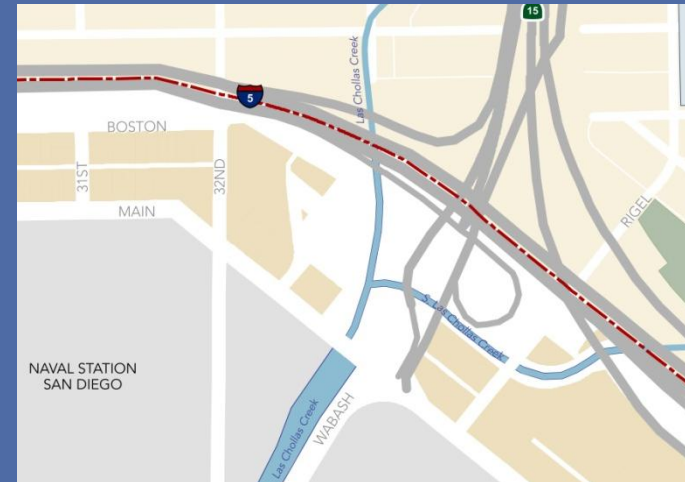 15
Las Chollas Creek
5
BOSTON
31ST
32ND
MAIN
RIGEL
S. Las Chollas Creek
NAVAL STATION
SAN DIEGO
Las Chollas Creek
WABASH